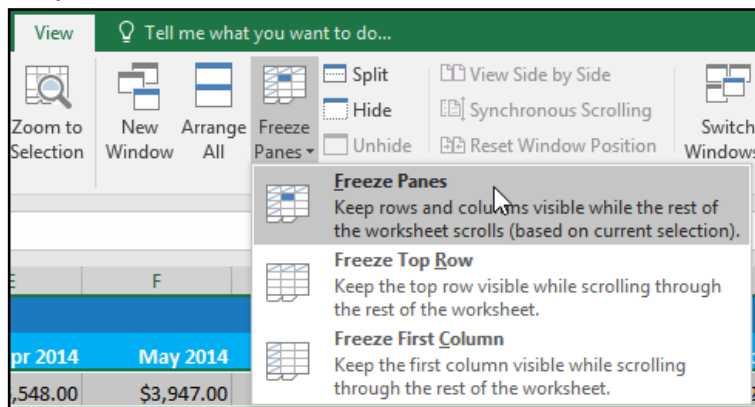 View Tell me what you want to do...
Split View Side by Side
Hide Synchronous Scrolling
Zoom to New Arrange Freeze Switch
Selection Window All Panes Unhide Reset Window Position Windows
Freeze Panes
Keep rows and columns visible while the rest of
the worksheet scrolls (based on current selection).
Freeze Top Row
Keep the top row visible while scrolling through
the rest of the worksheet.
Freeze First Column
Keep the first column visible while scrolling
through the rest of the worksheet.
E F
pr 2014 May 2014
,548.00 $3,947.00